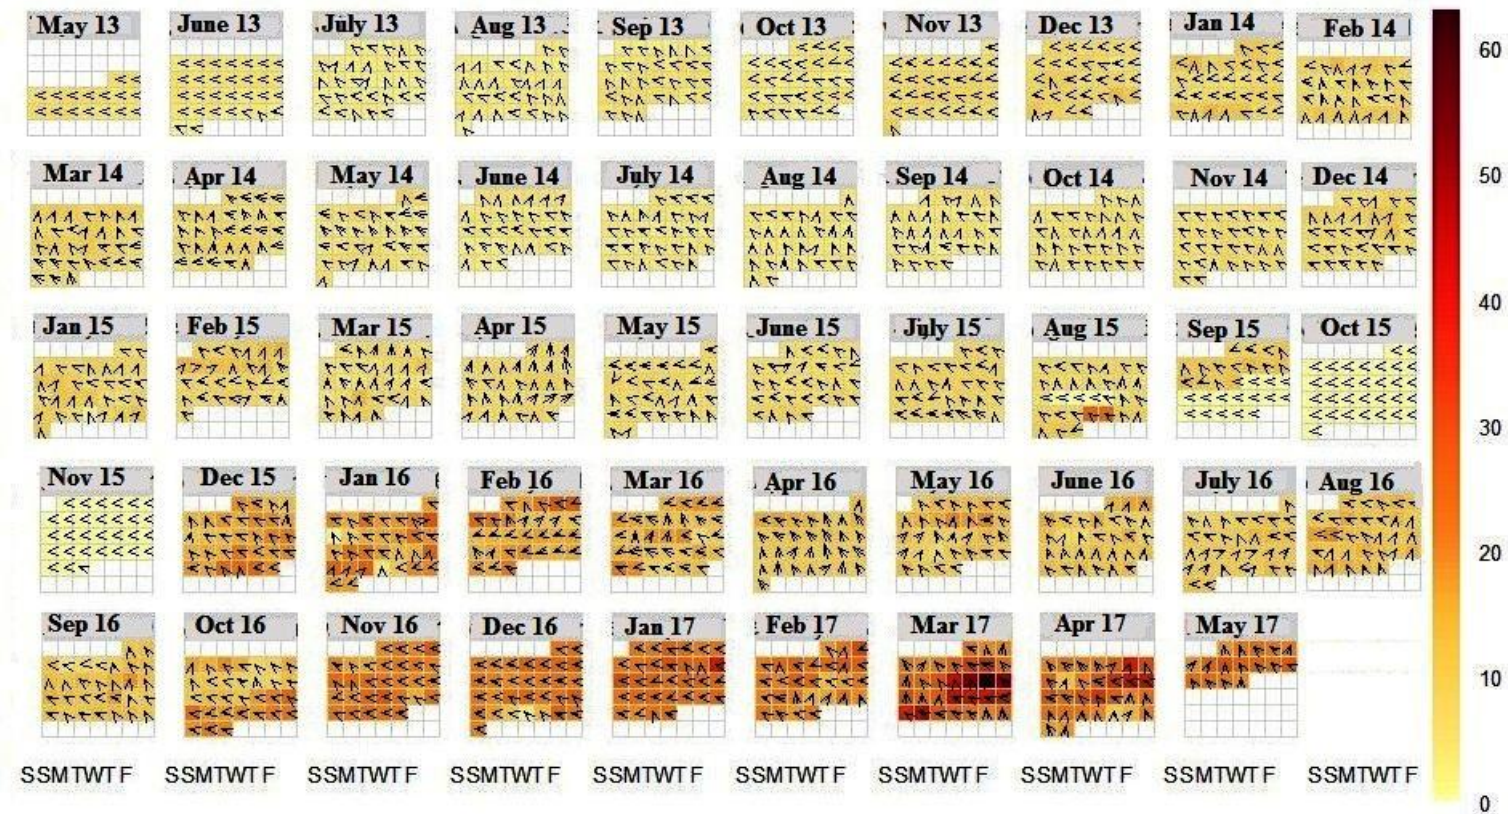 May 13 June 13 July 13 Aug 13 Sep 13 Oct 13 Nov 13 Dec 13 Jan 14 Feb 14
60
Mar 14 Apr 14 May 14 June 14 July 14 Aug 14 Sep 14 Oct 14 Nov 14 Dec 14
50
40
Jan 15 Feb 15 Mar 15 Apr 15 May 15 June 15 July 15 Aug 15 Sep 15 Oct 15
30
Nov 15 Dec 15 Jan 16 Feb 16 Mar 16 Apr 16 May 16 June 16 July 16 Aug 16
20
Sep 16 Oct 16 Nov 16 Dec 16 Jan 17 Feb 17 Mar 17 Apr 17 May 17
10
SSMTWTF SSMTWTF SSMTWTF SSMTWTF SSMTWTF SSMTWTF SSMTWTF SSMTWTF SSMTWTF SSMTWTF
0